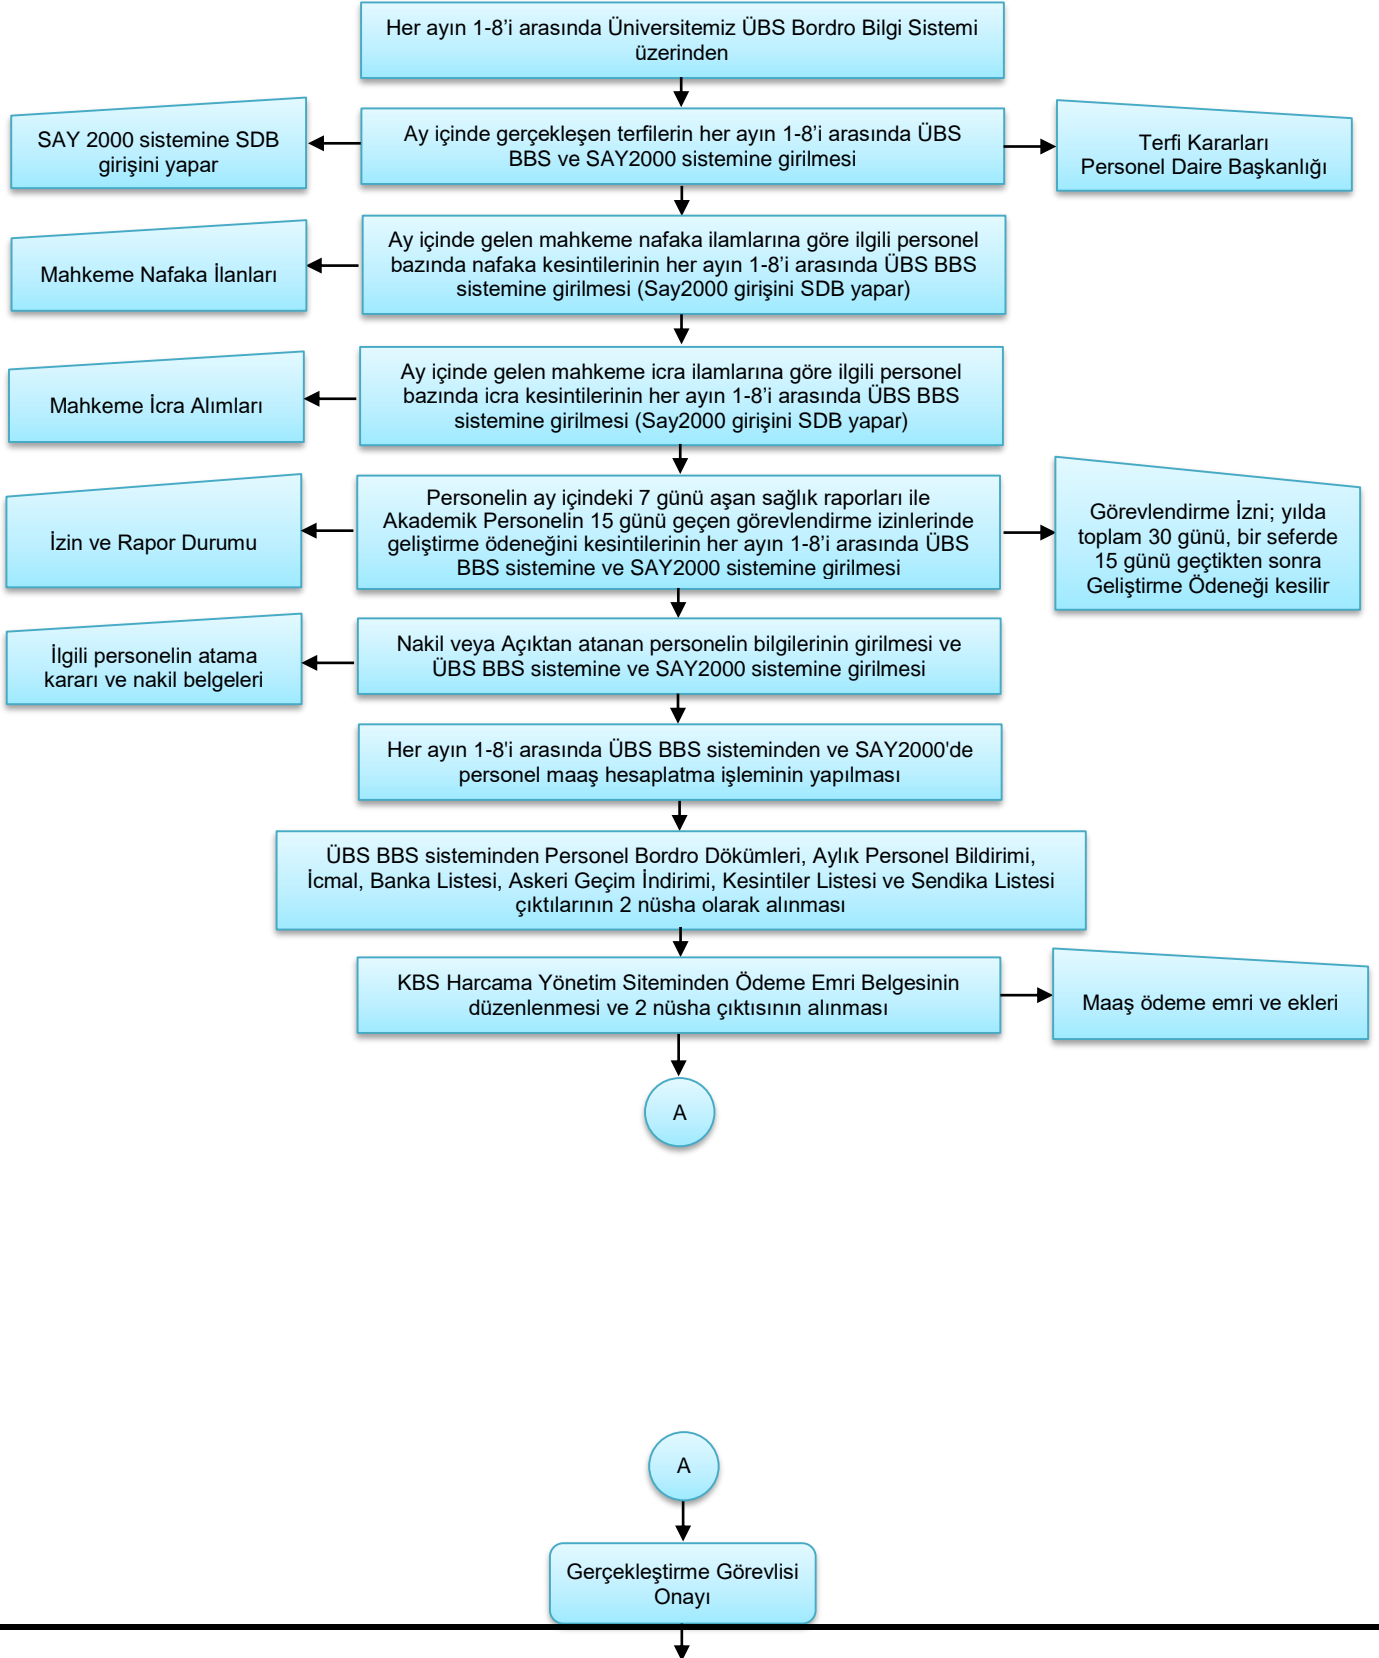 Her ayın 1-8’i arasında Üniversitemiz ÜBS Bordro Bilgi Sistemi
üzerinden
SAY 2000 sistemine SDB
girişini yapar
Ay içinde gerçekleşen terfilerin her ayın 1-8’i arasında ÜBS
BBS ve SAY2000 sistemine girilmesi
Terfi Kararları
Personel Daire Başkanlığı
Mahkeme Nafaka İlanları
Ay içinde gelen mahkeme nafaka ilamlarına göre ilgili personel
bazında nafaka kesintilerinin her ayın 1-8’i arasında ÜBS BBS
sistemine girilmesi (Say2000 girişini SDB yapar)
Mahkeme İcra Alımları
Ay içinde gelen mahkeme icra ilamlarına göre ilgili personel
bazında icra kesintilerinin her ayın 1-8’i arasında ÜBS BBS
sistemine girilmesi (Say2000 girişini SDB yapar)
İzin ve Rapor Durumu
Personelin ay içindeki 7 günü aşan sağlık raporları ile
Akademik Personelin 15 günü geçen görevlendirme izinlerinde
geliştirme ödeneğini kesintilerinin her ayın 1-8’i arasında ÜBS
BBS sistemine ve SAY2000 sistemine girilmesi
Görevlendirme İzni; yılda
toplam 30 günü, bir seferde
15 günü geçtikten sonra
Geliştirme Ödeneği kesilir
İlgili personelin atama
kararı ve nakil belgeleri
Nakil veya Açıktan atanan personelin bilgilerinin girilmesi ve
ÜBS BBS sistemine ve SAY2000 sistemine girilmesi
Her ayın 1-8'i arasında ÜBS BBS sisteminden ve SAY2000'de
personel maaş hesaplatma işleminin yapılması
ÜBS BBS sisteminden Personel Bordro Dökümleri, Aylık Personel Bildirimi,
İcmal, Banka Listesi, Askeri Geçim İndirimi, Kesintiler Listesi ve Sendika Listesi
çıktılarının 2 nüsha olarak alınması
KBS Harcama Yönetim Siteminden Ödeme Emri Belgesinin
düzenlenmesi ve 2 nüsha çıktısının alınması
Maaş ödeme emri ve ekleri
A
A
Gerçekleştirme Görevlisi
Onayı